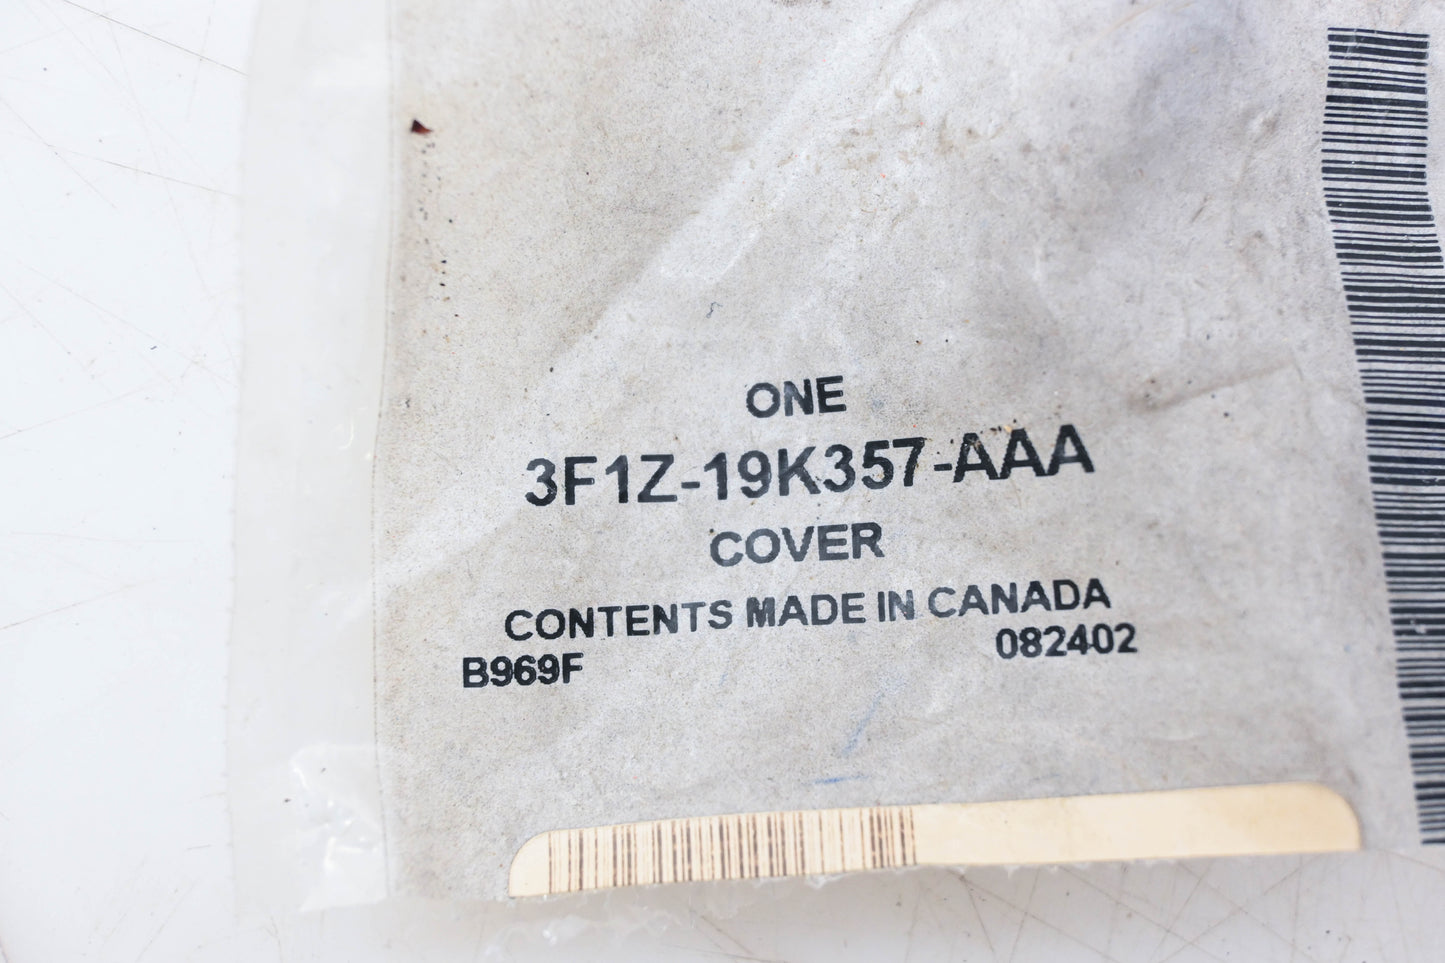 ONE
3F1Z-19K357-AAA
COVER
CONTENTS MADE IN CANADA
B969F 082402